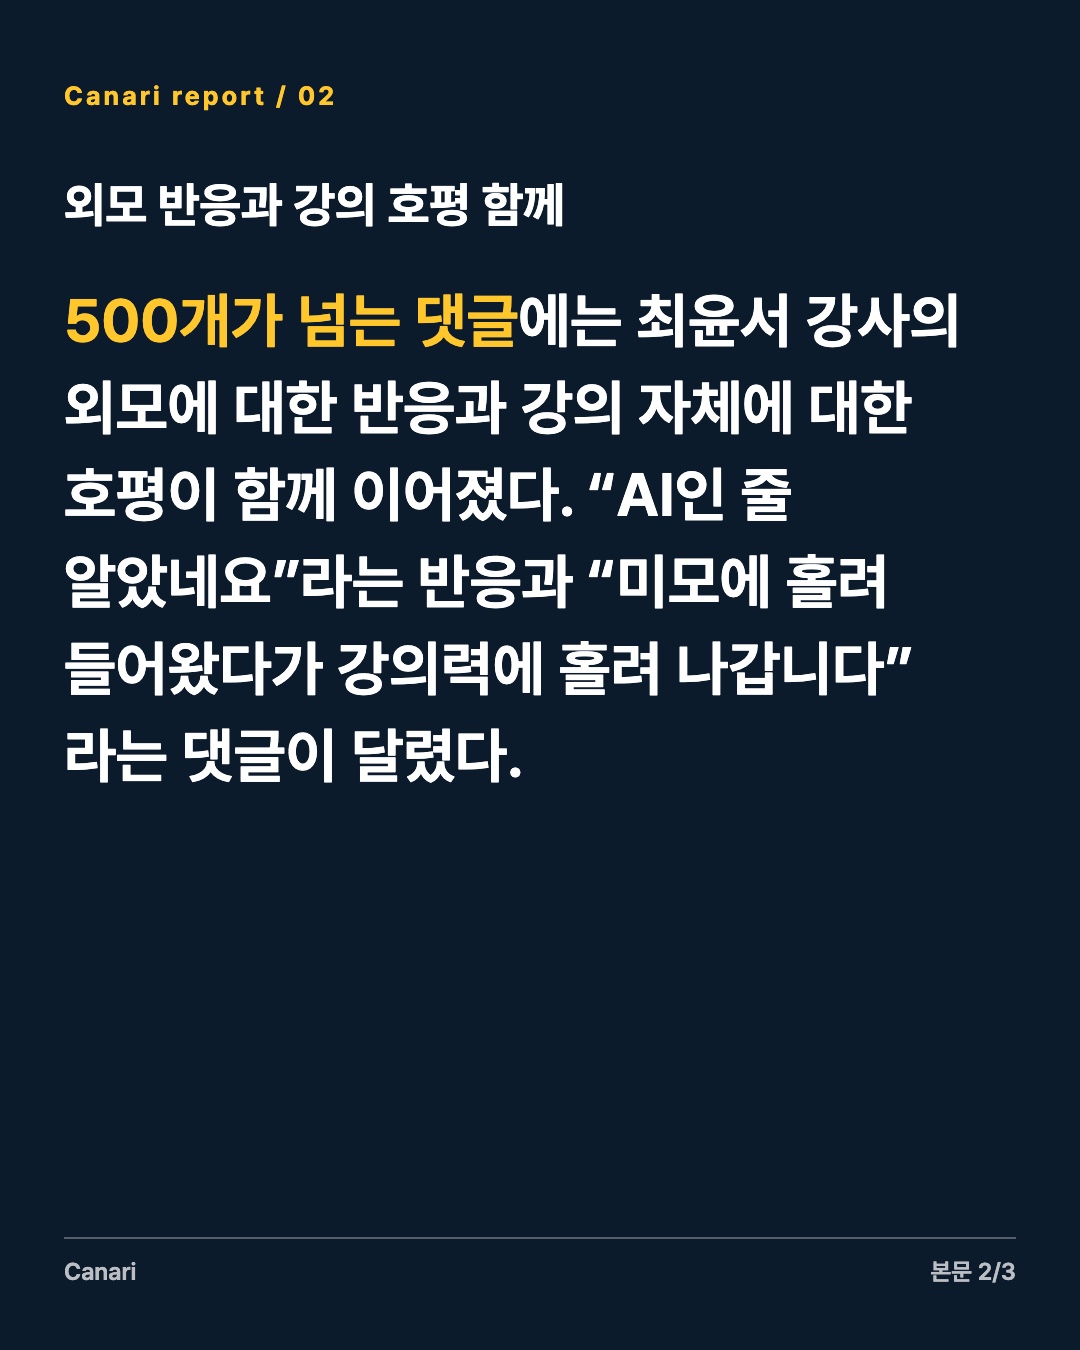 Canari report / 02
외모 반응과 강의 호평 함께
500개가 넘는 댓글에는 최윤서 강사의
외모에 대한 반응과 강의 자체에 대한
호평이 함께 이어졌다. “AI인 줄
알았네요”라는 반응과 “미모에 홀려
들어왔다가 강의력에 홀려 나갑니다”
라는 댓글이 달렸다.
Canari
본문 2/3